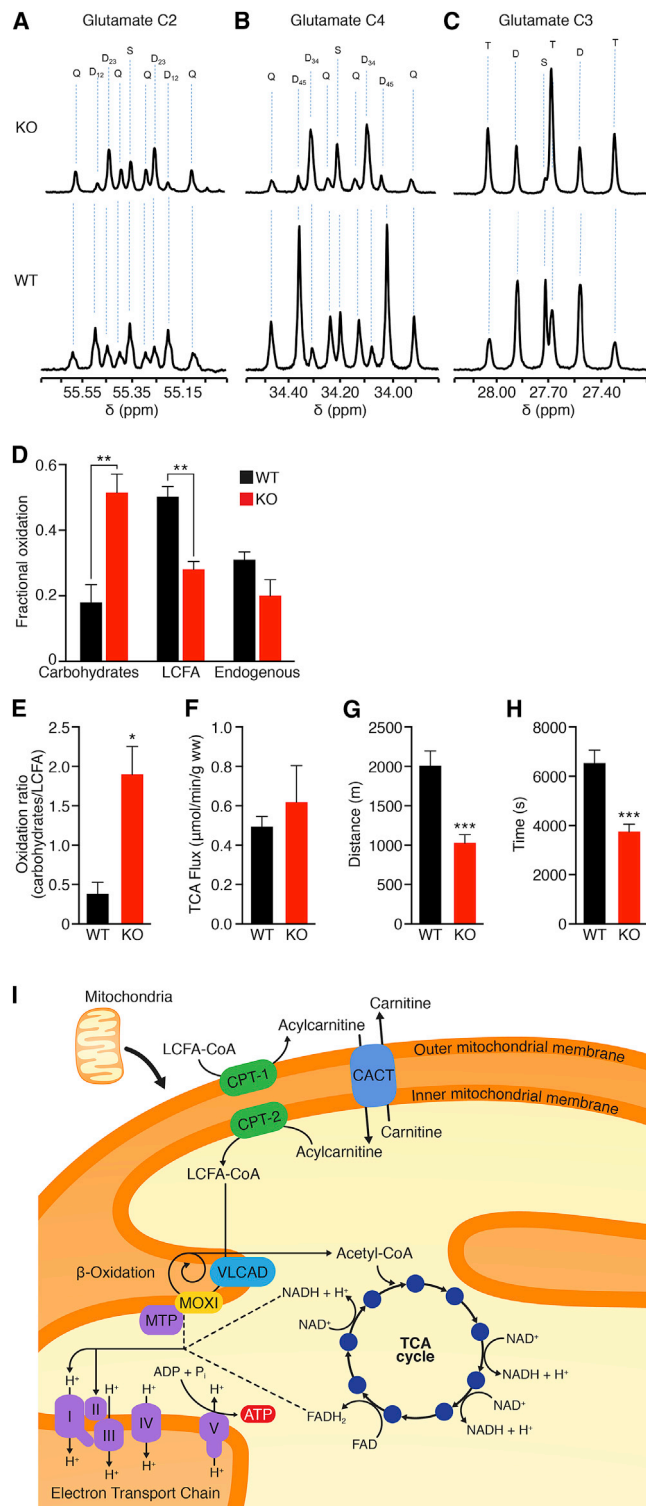 A Glutamate C2
Q D12 D23 Q S Q D23 D12 Q
KO
WT
55.55 55.35 55.15
δ (ppm)
B Glutamate C4
Q D45 D34 Q S Q D34 D45 Q
34.40 34.20 34.00
δ (ppm)
C Glutamate C3
T D S T D T
28.00 27.70 27.40
δ (ppm)
D
Fractional oxidation
0.6
0.4
0.2
0
** **
WT
KO
Carbohydrates LCFA Endogenous
E
Oxidation ratio
(carbohydrates/LCFA)
2.5
2.0
1.5
1.0
0.5
0
*
WT KO
F
TCA Flux (μmol/min/g ww)
1.0
0.8
0.6
0.4
0.2
0.0
WT KO
G
Distance (m)
2500
2000
1500
1000
500
0
***
WT KO
H
Time (s)
8000
6000
4000
2000
0
***
WT KO
I
Mitochondria
Carnitine
Acylcarnitine
LCFA-CoA
CPT-1
CACT
Outer mitochondrial membrane
Inner mitochondrial membrane
CPT-2
Carnitine
Acylcarnitine
LCFA-CoA
β-Oxidation
VLCAD
Acetyl-CoA
MOXI
MTP
NADH + H⁺
NAD⁺
TCA
cycle
NAD⁺
NADH + H⁺
NAD⁺
NADH + H⁺
FADH₂
FAD
ADP + Pi
ATP
H⁺ H⁺ H⁺ H⁺
I II III IV V
H⁺ H⁺ H⁺ H⁺
Electron Transport Chain